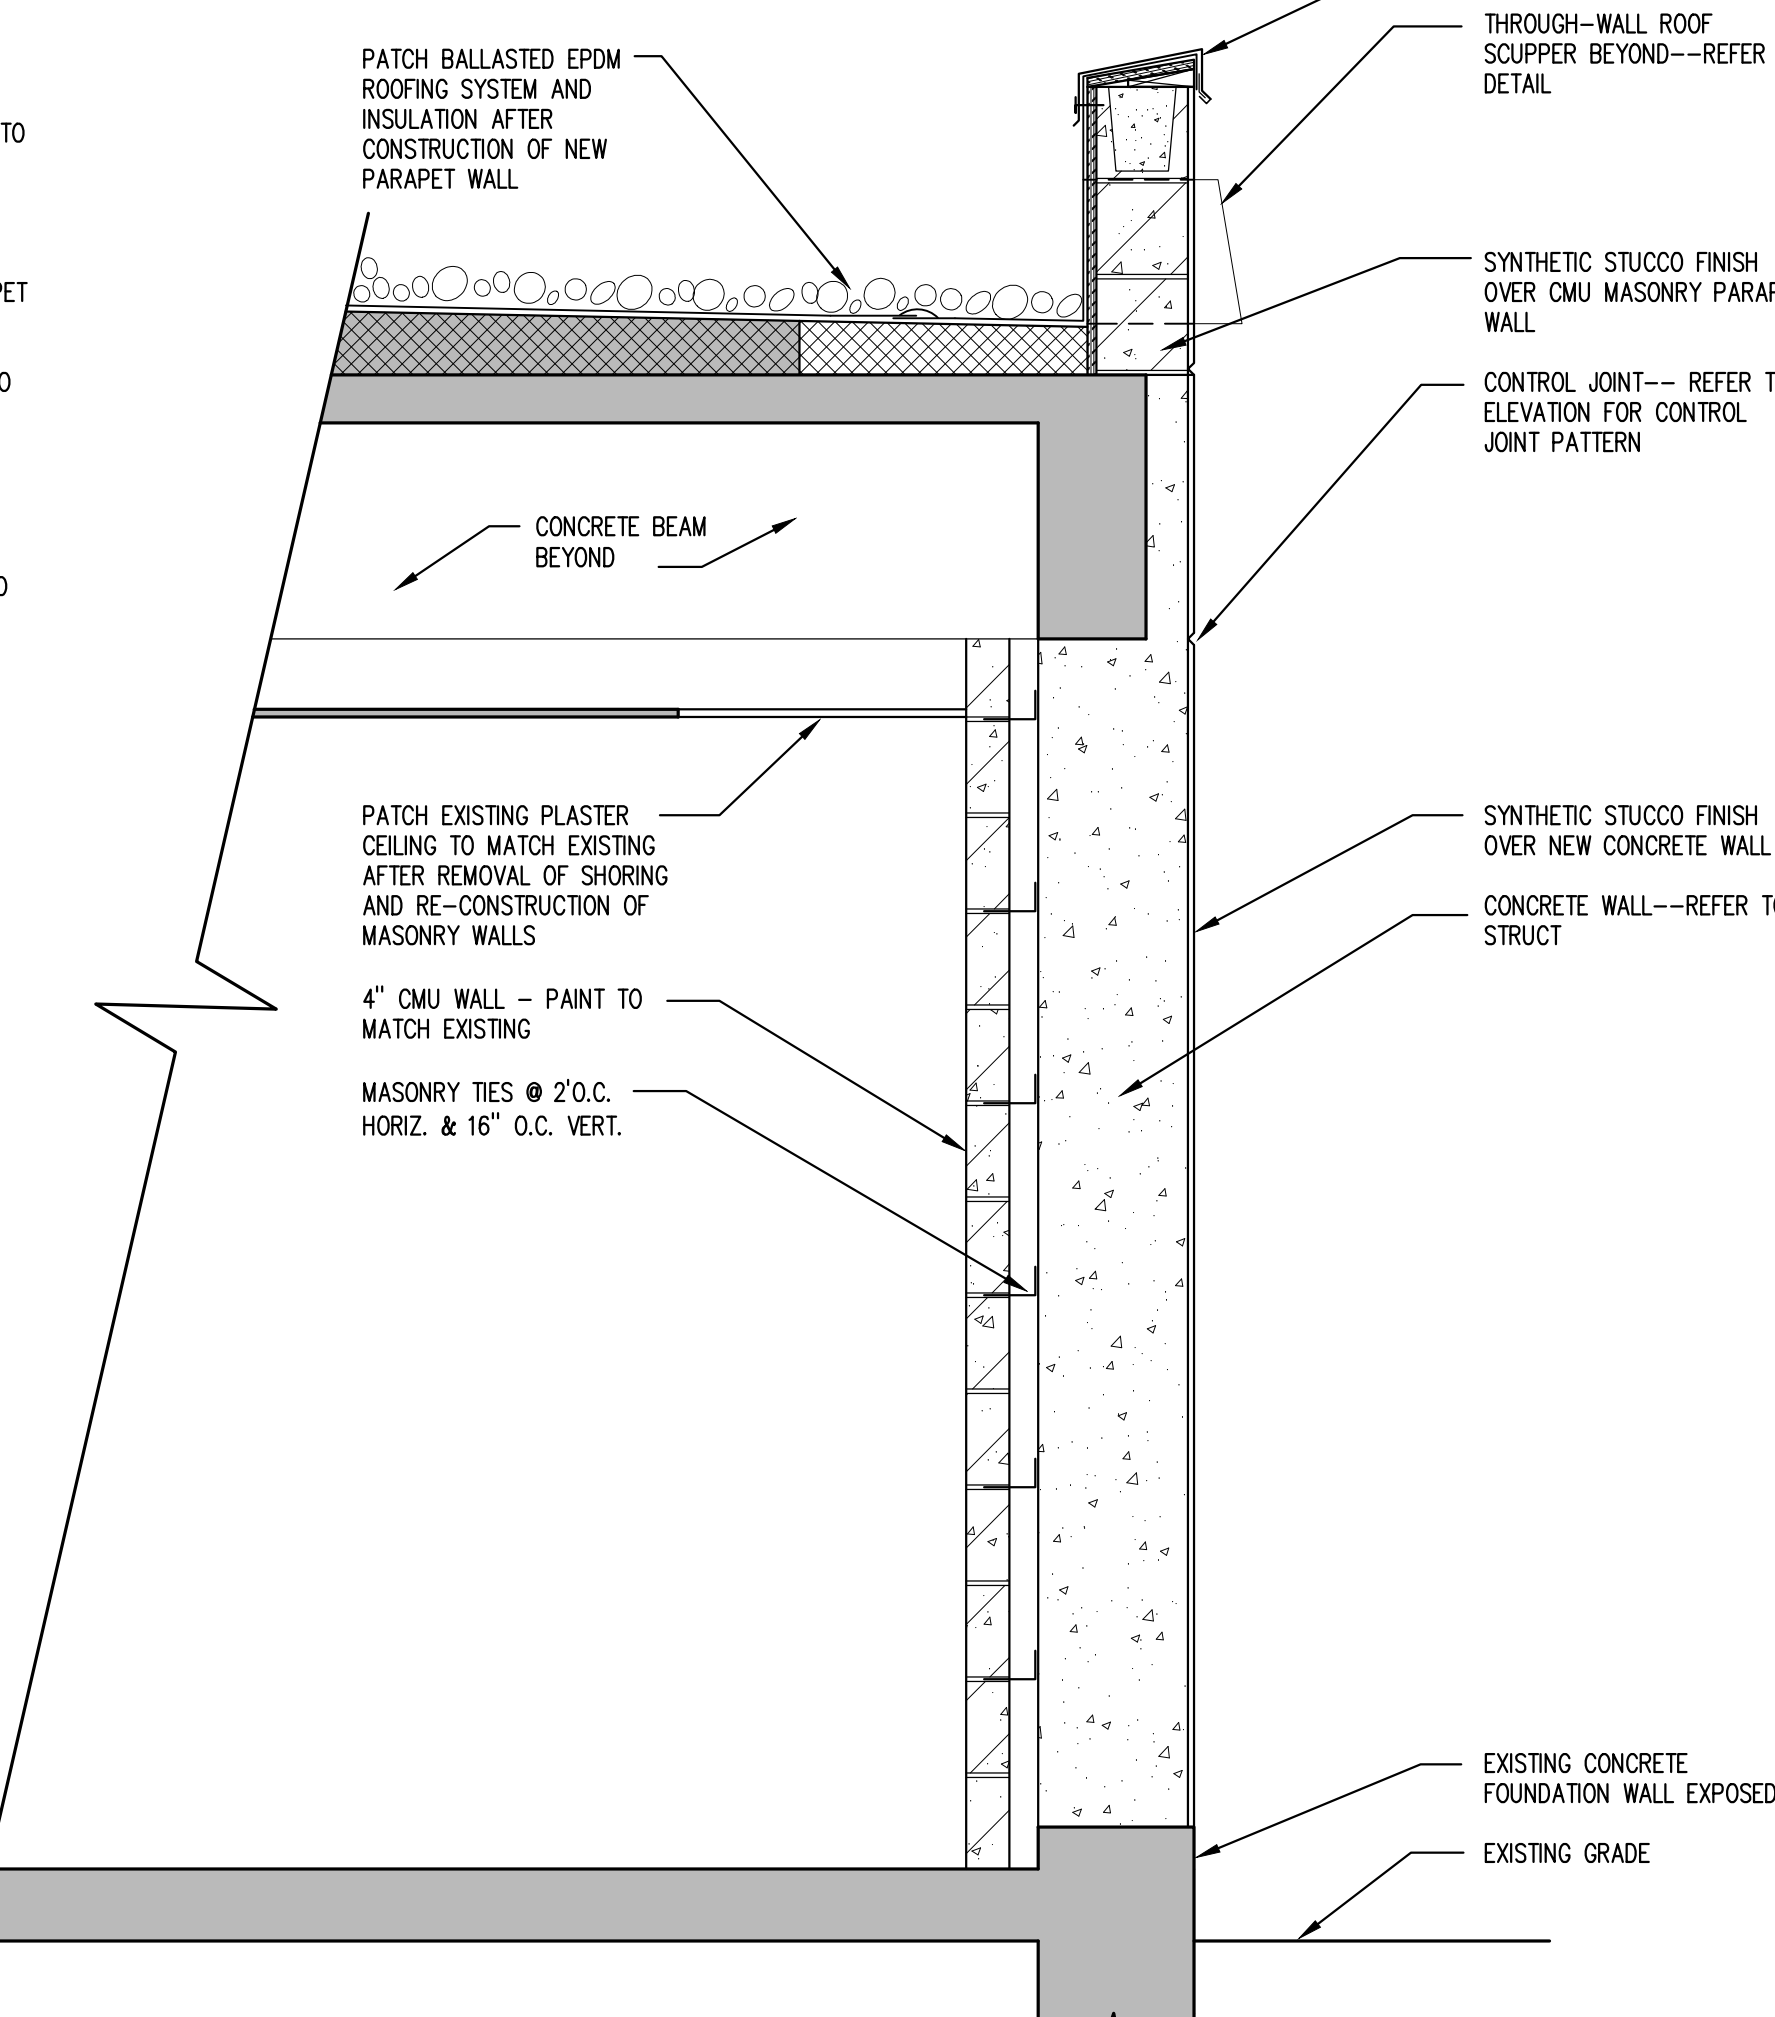 TO
PET
O
O
PATCH BALLASTED EPDM
ROOFING SYSTEM AND
INSULATION AFTER
CONSTRUCTION OF NEW
PARAPET WALL
CONCRETE BEAM
BEYOND
PATCH EXISTING PLASTER
CEILING TO MATCH EXISTING
AFTER REMOVAL OF SHORING
AND RE-CONSTRUCTION OF
MASONRY WALLS
4" CMU WALL - PAINT TO
MATCH EXISTING
MASONRY TIES @ 2'O.C.
HORIZ. & 16" O.C. VERT.
THROUGH-WALL ROOF
SCUPPER BEYOND--REFER
DETAIL
SYNTHETIC STUCCO FINISH
OVER CMU MASONRY PARAP
WALL
CONTROL JOINT-- REFER T
ELEVATION FOR CONTROL
JOINT PATTERN
SYNTHETIC STUCCO FINISH
OVER NEW CONCRETE WALL
CONCRETE WALL--REFER TO
STRUCT
EXISTING CONCRETE
FOUNDATION WALL EXPOSED
EXISTING GRADE